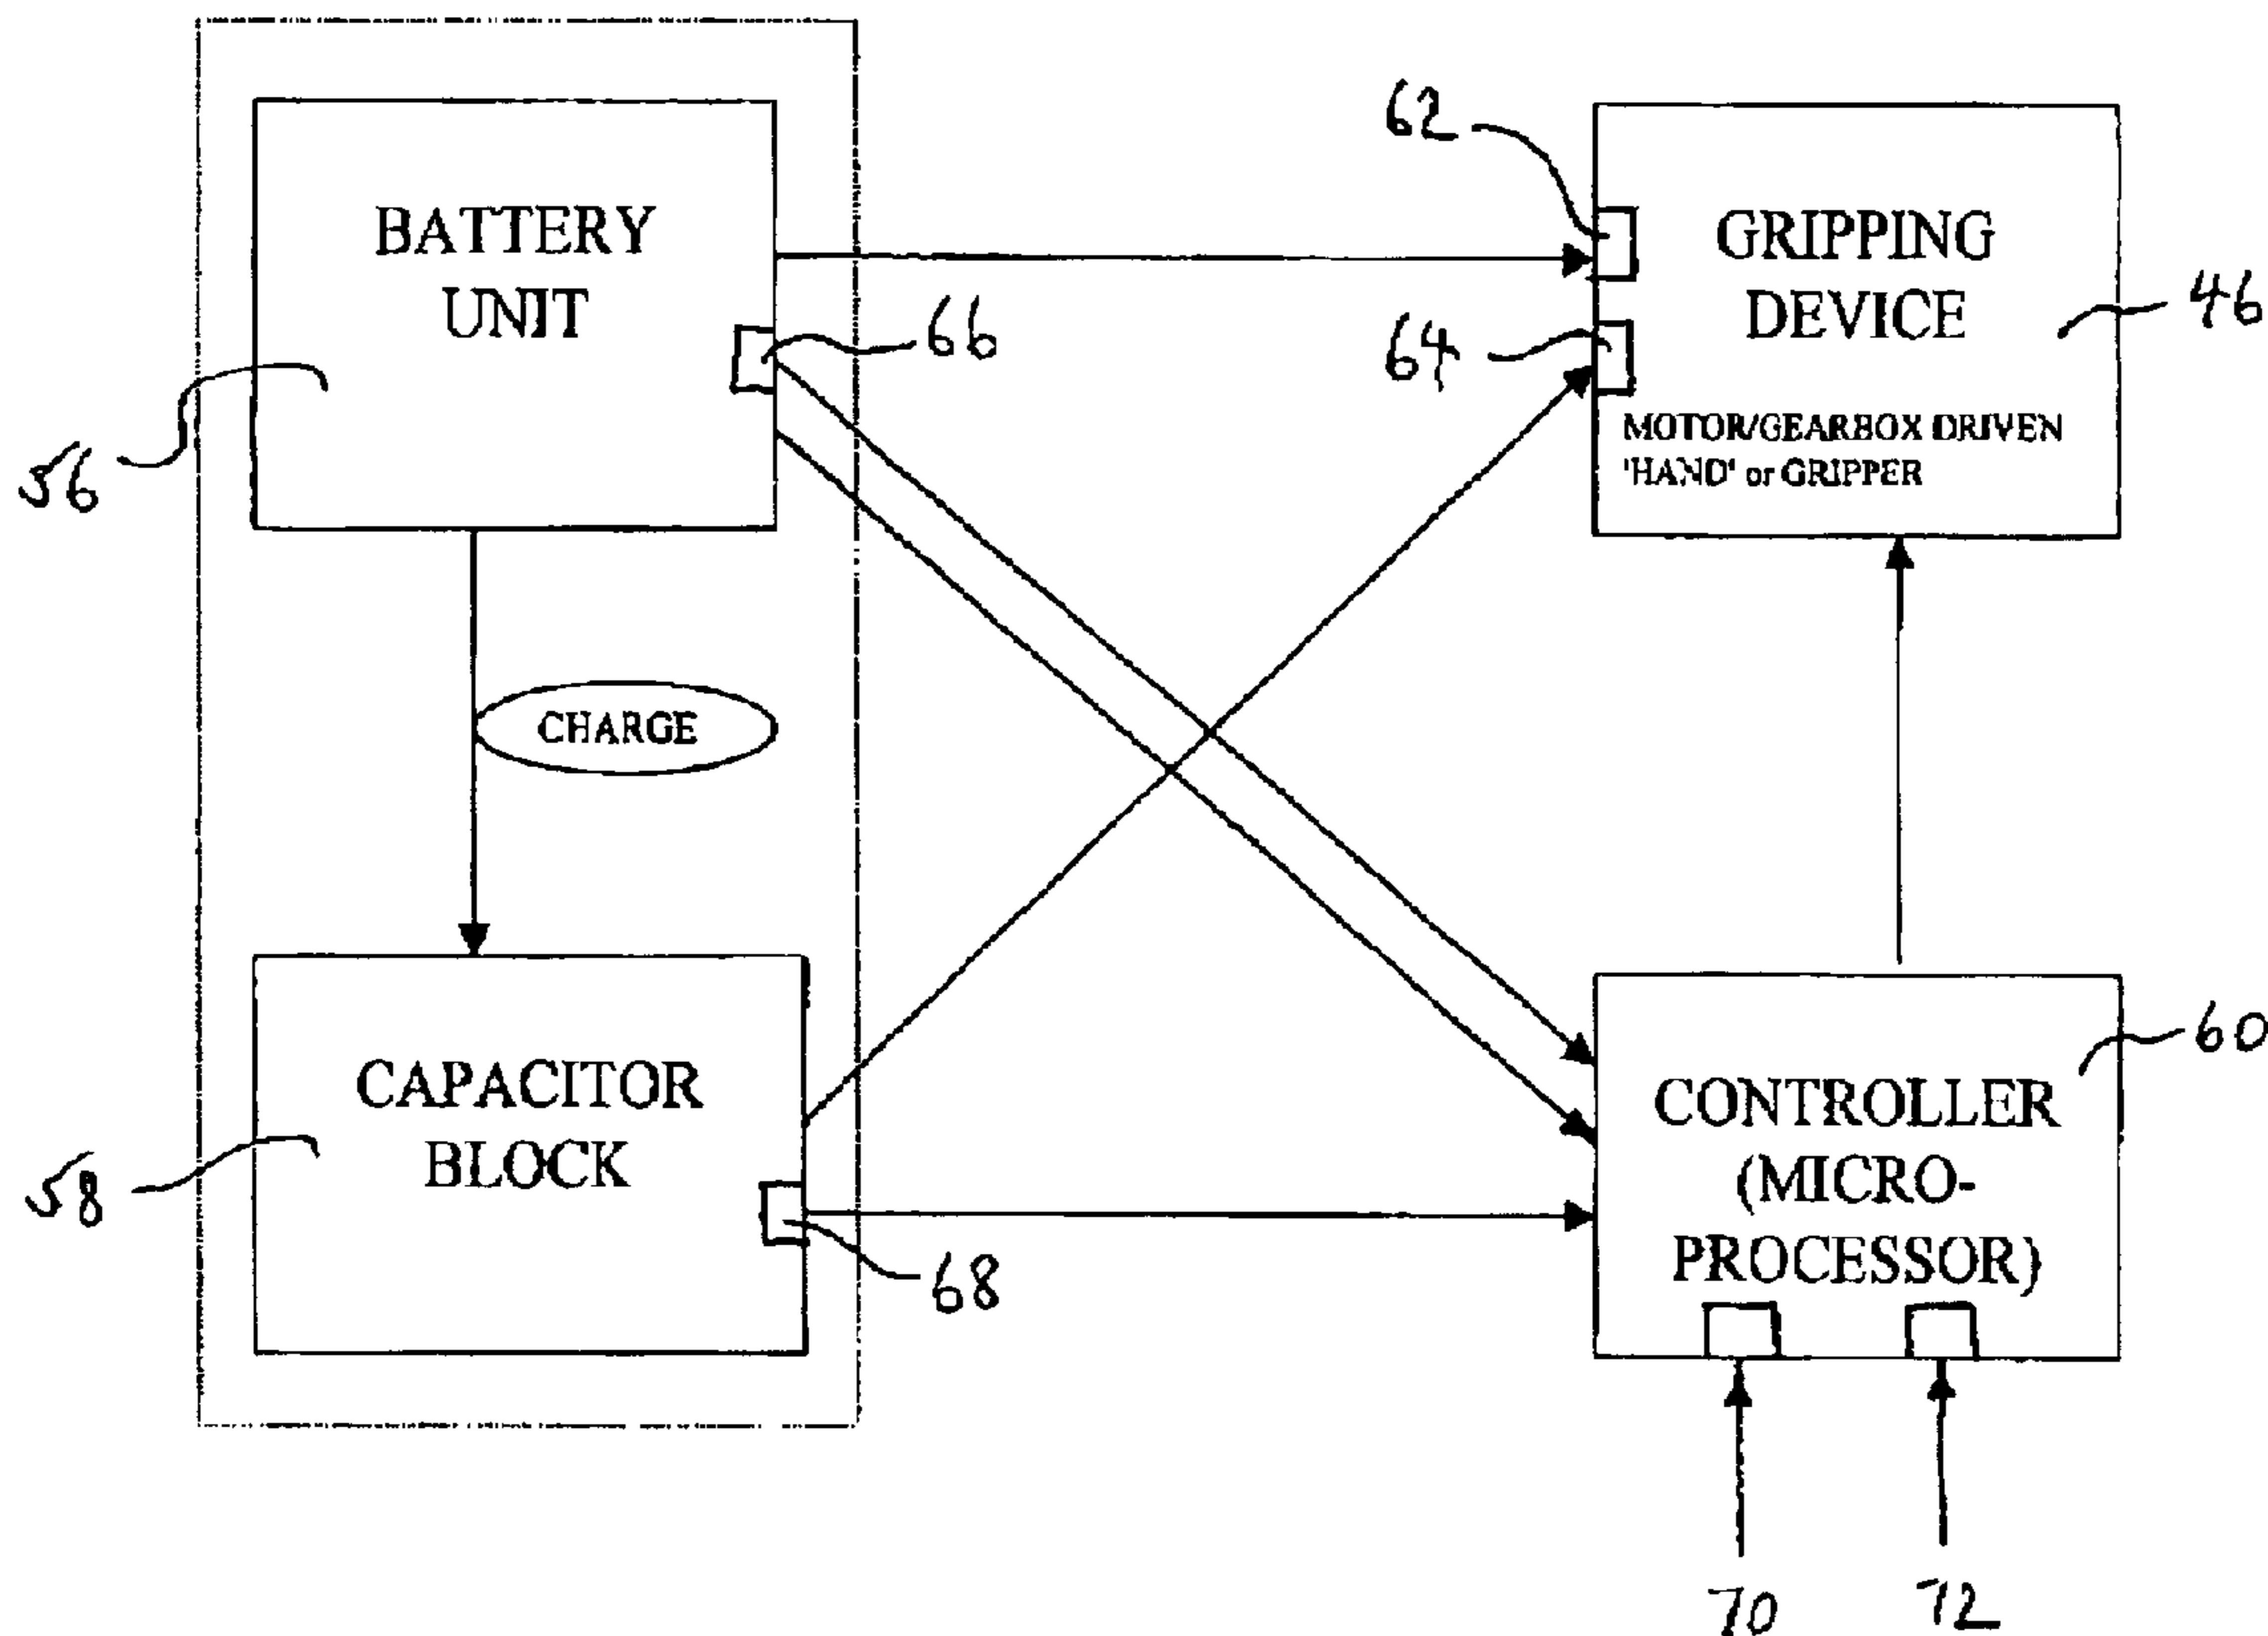 BATTERY
UNIT
66
56
CHARGE
CAPACITOR
BLOCK
58
68
62
GRIPPING
DEVICE
46
64
MOTOR/GEARBOX DRIVEN
'HAND' or GRIPPER
60
CONTROLLER
(MICRO-
PROCESSOR)
70
72